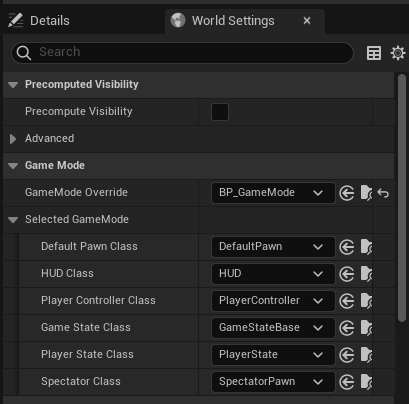 Details
World Settings
Search
Precomputed Visibility
Precompute Visibility
Advanced
Game Mode
GameMode Override BP_GameMode
Selected GameMode
Default Pawn Class DefaultPawn
HUD Class HUD
Player Controller Class PlayerController
Game State Class GameStateBase
Player State Class PlayerState
Spectator Class SpectatorPawn